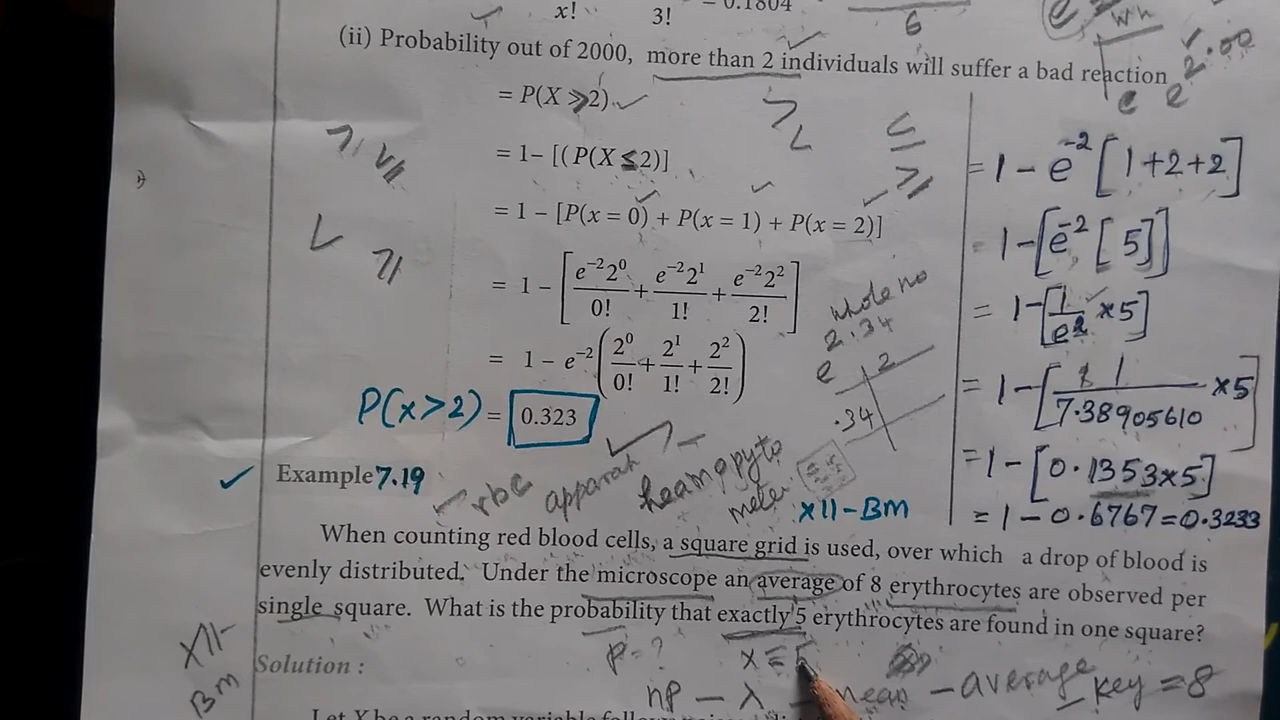 x! 3! = 0.1804
6
(ii) Probability out of 2000, more than 2 individuals will suffer a bad reaction
2.00
e e
= P(X >2)
= 1– [(P(X ≤2)]
= 1 – [P(x = 0) + P(x = 1) + P(x = 2)]
= 1 – [e⁻²2⁰/0! + e⁻²2¹/1! + e⁻²2²/2!]
= 1 – e⁻²(2⁰/0! + 2¹/1! + 2²/2!)
P(x>2) = 0.323
> <
≤
≥
> ≤
<
≥
whole no
2.34
e 2
.34
= 1 - e⁻² [1+2+2]
= 1-[e⁻² [5]]
= 1-[1/e² ×5]
= 1-[1/7.38905610 ×5]
= 1-[0.1353×5]
= 1-0.6767=0.3233
Example 7.19
rbc apparat heamopyto
meter XII-BM
When counting red blood cells, a square grid is used, over which a drop of blood is
evenly distributed. Under the microscope an average of 8 erythrocytes are observed per
single square. What is the probability that exactly 5 erythrocytes are found in one square?
XII-
BM
Solution :
P=? x = 5
np – λ – mean – average key = 8